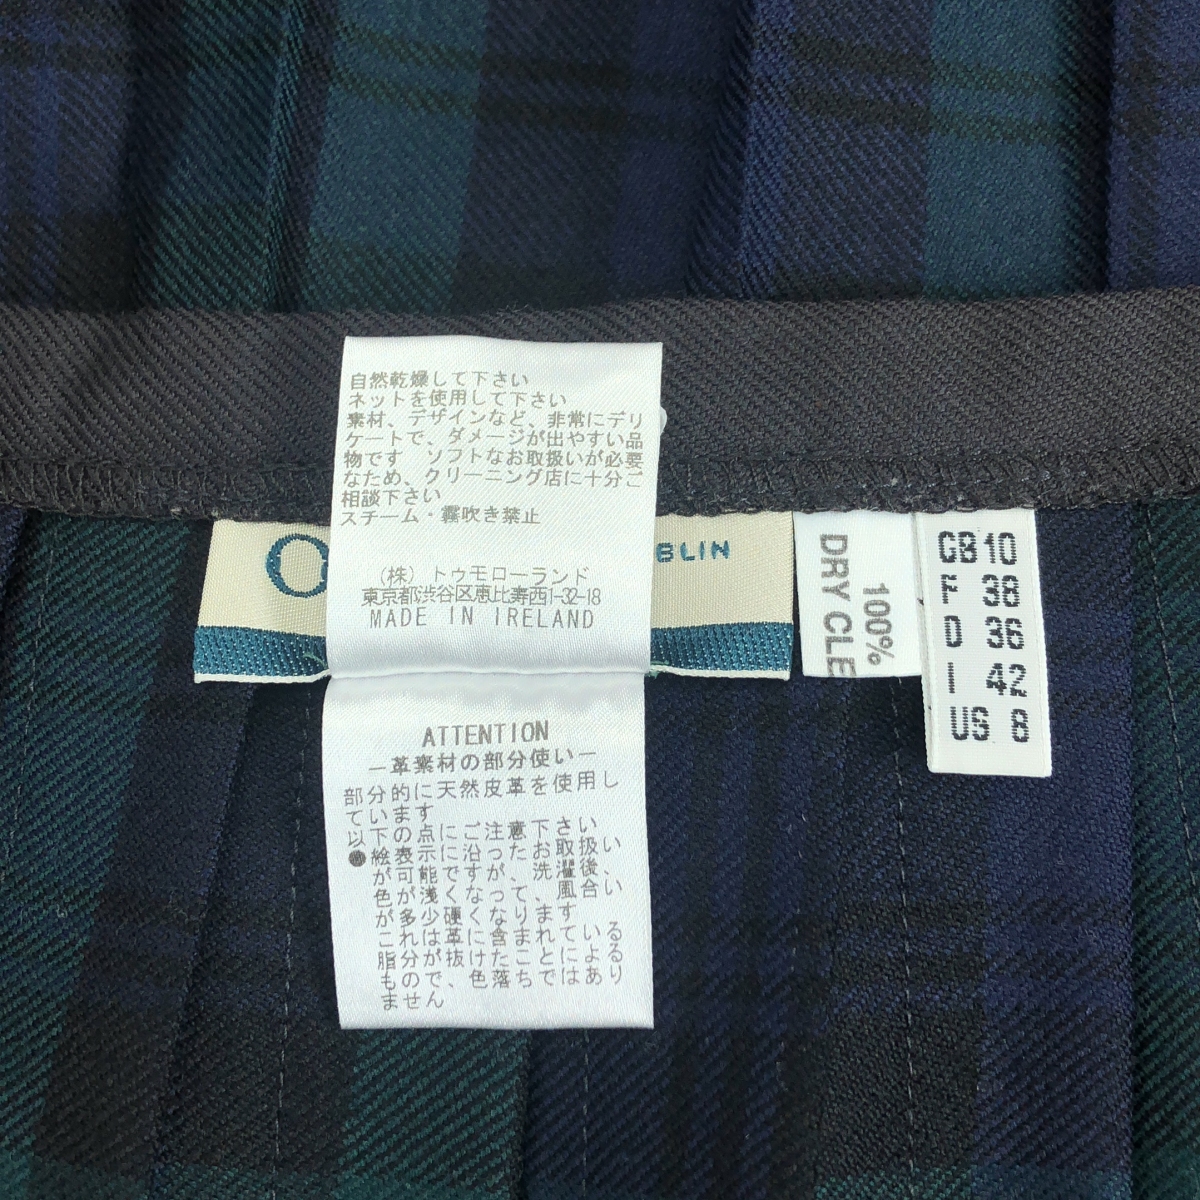 自然乾燥して下さい
ネットを使用して下さい
素材、デザインなど、非常にデリ
ケートで、ダメージが出やすい品
物です ソフトなお取扱いが必要
なため、クリーニング店に十分ご
相談下さい
スチーム・霧吹き禁止
(株) トゥモローランド
東京都渋谷区恵比寿西1-32-18
MADE IN IRELAND
O
BLIN
100%
DRY CLE
GB 10
F 38
D 36
I 42
US 8
ATTENTION
―革素材の部分使い―
部分的に天然皮革を使用し
ています
以下の点にご注意下さい
●絵表示に沿ったお取扱い
が可能ですが、洗濯後、
色が浅くなって、風合い
が多少硬くなります
これは革に含まれている
脂分が抜けたことによる
もので、色落ちではあり
ません